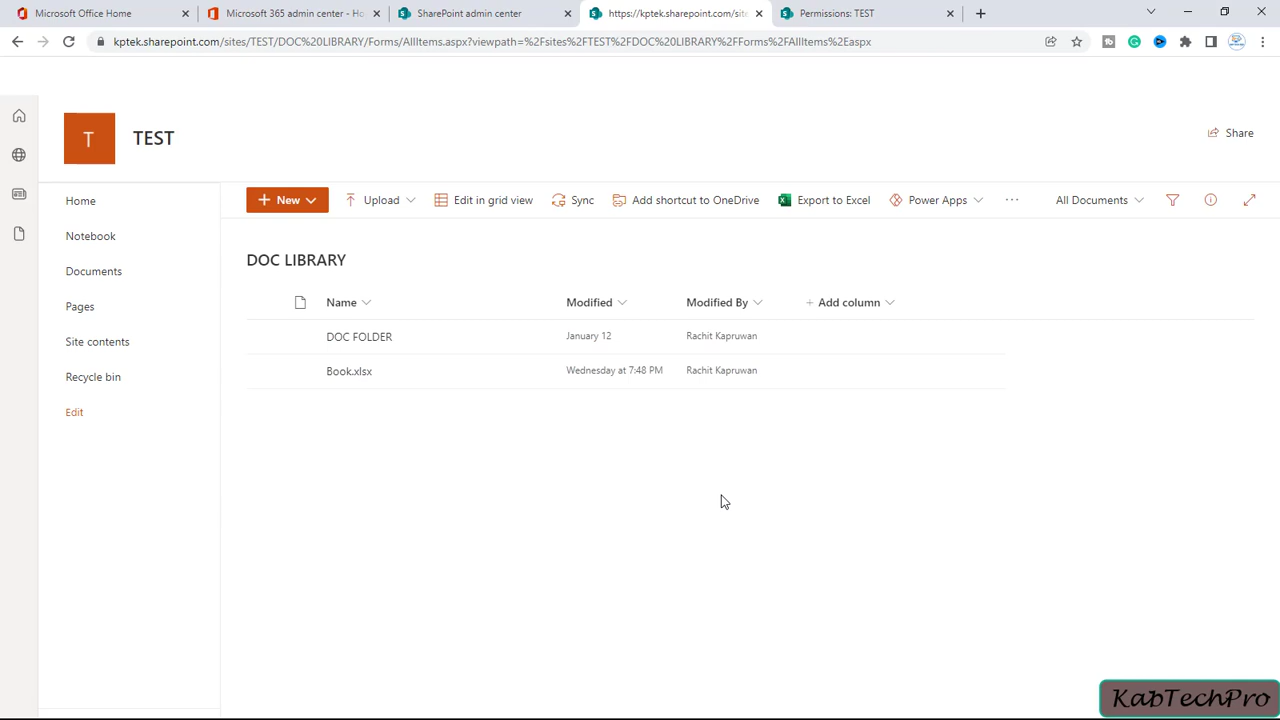 Microsoft Office Home
Microsoft 365 admin center - Ho
SharePoint admin center
https://kptek.sharepoint.com/site
Permissions: TEST
kptek.sharepoint.com/sites/TEST/DOC%20LIBRARY/Forms/AllItems.aspx?viewpath=%2Fsites%2FTEST%2FDOC%20LIBRARY%2FForms%2FAllItems%2Easpx
T
TEST
Share
Home
Notebook
Documents
Pages
Site contents
Recycle bin
Edit
New
Upload
Edit in grid view
Sync
Add shortcut to OneDrive
Export to Excel
Power Apps
All Documents
DOC LIBRARY
Name
Modified
Modified By
Add column
DOC FOLDER
January 12
Rachit Kapruwan
Book.xlsx
Wednesday at 7:48 PM
Rachit Kapruwan
KabTechPro